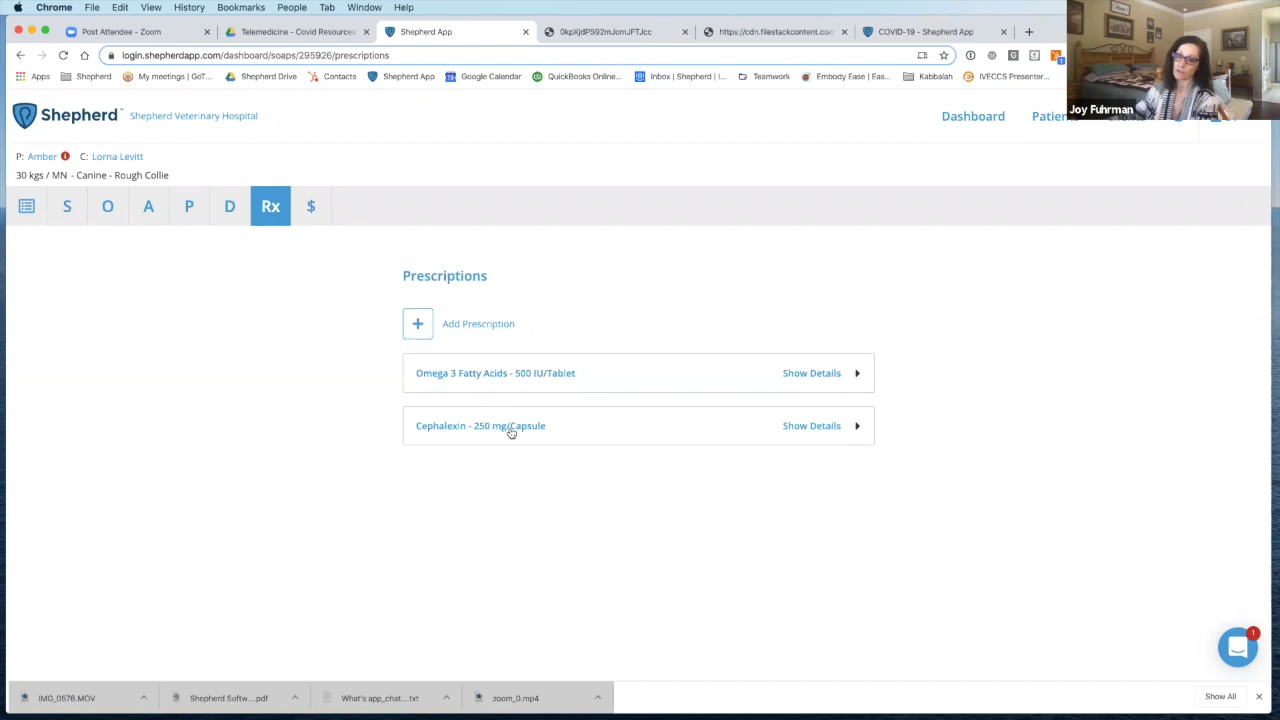 Chrome File Edit View History Bookmarks People Tab Window Help
Post Attendee - Zoom
Telemedicine - Covid Resources
Shepherd App
0kpXjdPS92mJomJFTJcc
https://cdn.filestackcontent.com
COVID-19 - Shepherd App
login.shepherdapp.com/dashboard/soaps/295926/prescriptions
Apps Shepherd My meetings | GoT... Shepherd Drive Contacts Shepherd App Google Calendar QuickBooks Online... Inbox | Shepherd | I... Teamwork Embody Ease | Eas... Kabbalah IVECCS Presenter...
Joy Fuhrman
Shepherd™ Shepherd Veterinary Hospital
Dashboard
P: Amber C: Lorna Levitt
30 kgs / MN - Canine - Rough Collie
S O A P D Rx $
Prescriptions
+ Add Prescription
Omega 3 Fatty Acids - 500 IU/Tablet Show Details
Cephalexin - 250 mg/Capsule Show Details
1
IMG_0576.MOV Shepherd Softw....pdf What's app_chat....txt zoom_0.mp4 Show All